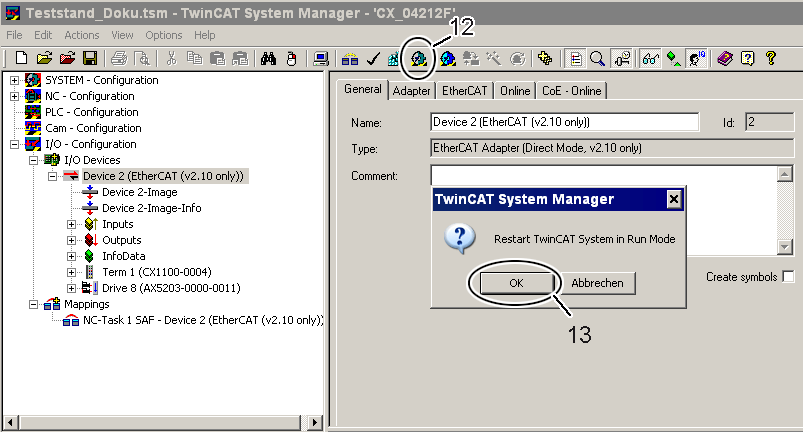 Teststand_Doku.tsm - TwinCAT System Manager - 'CX_04212F'
12
File Edit Actions View Options Help
SYSTEM - Configuration
NC - Configuration
PLC - Configuration
Cam - Configuration
I/O - Configuration
I/O Devices
Device 2 (EtherCAT (v2.10 only))
Device 2-Image
Device 2-Image-Info
Inputs
Outputs
InfoData
Term 1 (CX1100-0004)
Drive 8 (AX5203-0000-0011)
Mappings
NC-Task 1 SAF - Device 2 (EtherCAT (v2.10 only))
General Adapter EtherCAT Online CoE - Online
Name: Device 2 (EtherCAT (v2.10 only)) Id: 2
Type: EtherCAT Adapter (Direct Mode, v2.10 only)
Comment:
TwinCAT System Manager
Restart TwinCAT System in Run Mode
OK Abbrechen
Create symbols
13